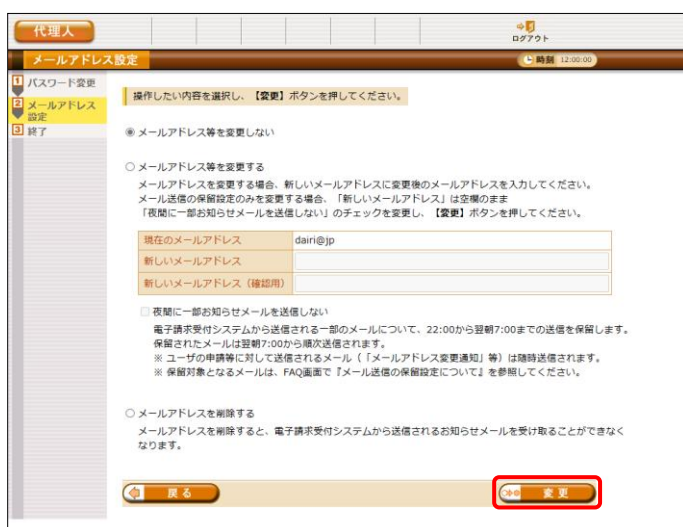 代理人
ログアウト
メールアドレス設定
時刻 12:00:00
1 パスワード変更
2 メールアドレス
設定
3 終了
操作したい内容を選択し、【変更】ボタンを押してください。
メールアドレス等を変更しない
メールアドレス等を変更する
メールアドレスを変更する場合、新しいメールアドレスに変更後のメールアドレスを入力してください。
メール送信の保留設定のみを変更する場合、「新しいメールアドレス」は空欄のまま
「夜間に一部お知らせメールを送信しない」のチェックを変更し、【変更】ボタンを押してください。
現在のメールアドレス dairi@jp
新しいメールアドレス
新しいメールアドレス（確認用）
夜間に一部お知らせメールを送信しない
電子請求受付システムから送信される一部のメールについて、22:00から翌朝7:00までの送信を保留します。
保留されたメールは翌朝7:00から順次送信されます。
※ ユーザの申請等に対して送信されるメール（「メールアドレス変更通知」等）は随時送信されます。
※ 保留対象となるメールは、FAQ画面で『メール送信の保留設定について』を参照してください。
メールアドレスを削除する
メールアドレスを削除すると、電子請求受付システムから送信されるお知らせメールを受け取ることができなく
なります。
戻る
変更